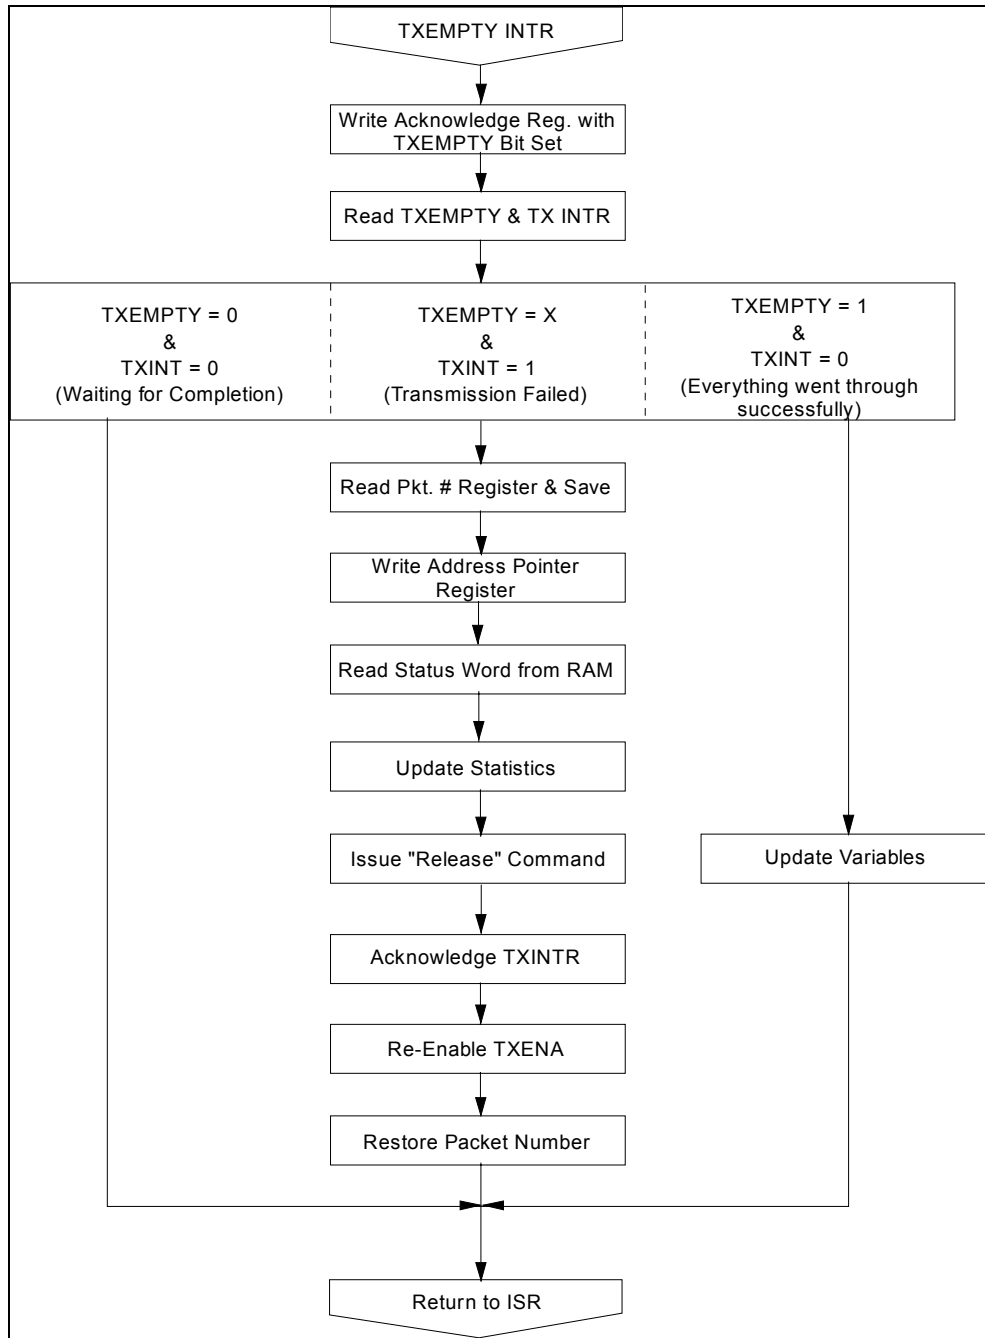 TXEMPTY INTR
Write Acknowledge Reg. with
TXEMPTY Bit Set
Read TXEMPTY & TX INTR
TXEMPTY = 0
&
TXINT = 0
(Waiting for Completion)
TXEMPTY = X
&
TXINT = 1
(Transmission Failed)
TXEMPTY = 1
&
TXINT = 0
(Everything went through
successfully)
Read Pkt. # Register & Save
Write Address Pointer
Register
Read Status Word from RAM
Update Statistics
Issue "Release" Command
Update Variables
Acknowledge TXINTR
Re-Enable TXENA
Restore Packet Number
Return to ISR